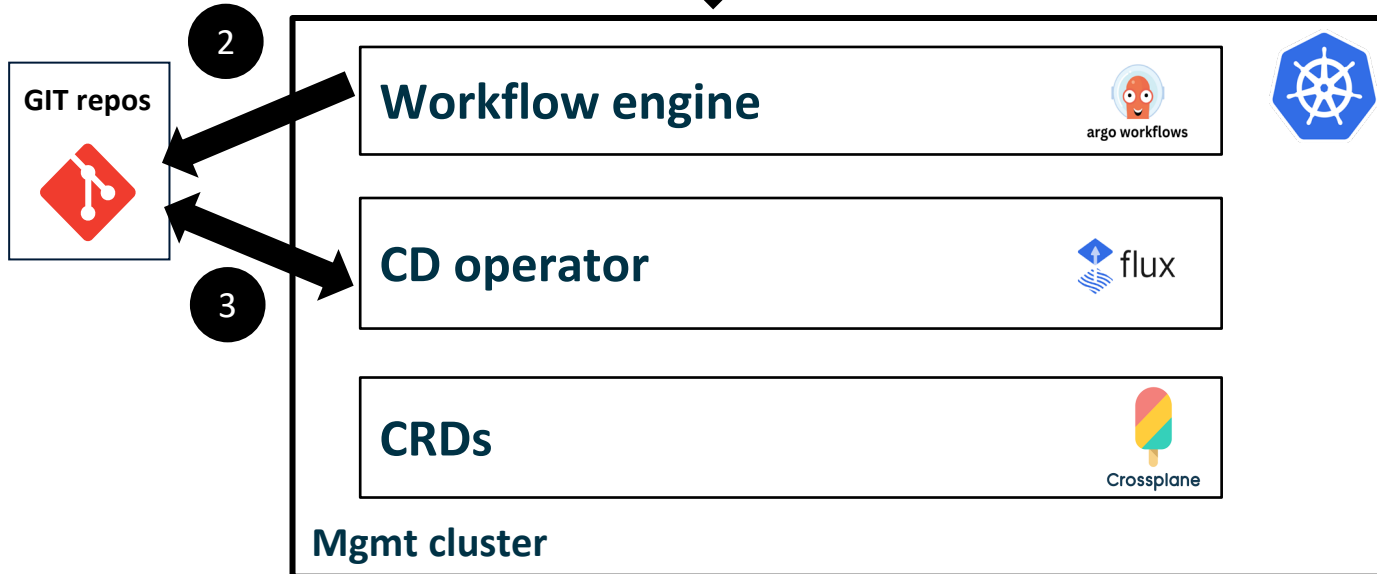 2
GIT repos
Workflow engine
argo workflows
CD operator
flux
3
CRDs
Crossplane
Mgmt cluster